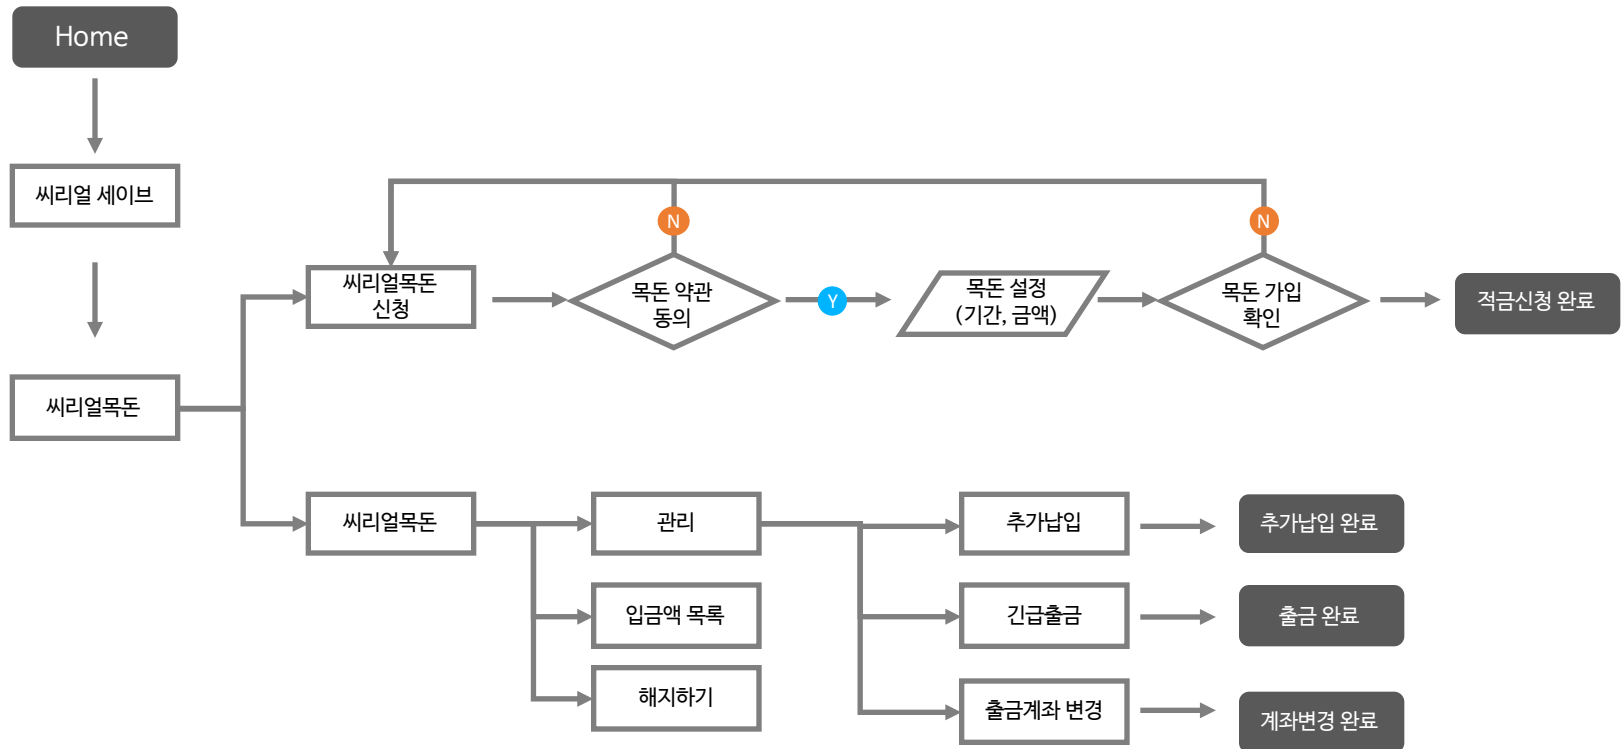 Home
씨리얼 세이브
N
N
씨리얼목돈
신청
목돈 약관
동의
Y
목돈 설정
(기간, 금액)
목돈 가입
확인
적금신청 완료
씨리얼목돈
씨리얼목돈
관리
추가납입
추가납입 완료
입금액 목록
긴급출금
출금 완료
해지하기
출금계좌 변경
계좌변경 완료